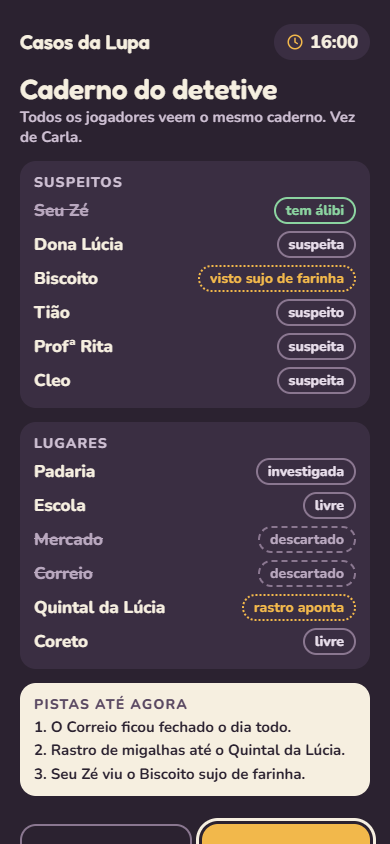 Casos da Lupa
16:00
Caderno do detetive
Todos os jogadores veem o mesmo caderno. Vez
de Carla.
SUSPEITOS
Seu Zé tem álibi
Dona Lúcia suspeita
Biscoito visto sujo de farinha
Tião suspeito
Profª Rita suspeita
Cleo suspeita
LUGARES
Padaria investigada
Escola livre
Mercado descartado
Correio descartado
Quintal da Lúcia rastro aponta
Coreto livre
PISTAS ATÉ AGORA
1. O Correio ficou fechado o dia todo.
2. Rastro de migalhas até o Quintal da Lúcia.
3. Seu Zé viu o Biscoito sujo de farinha.